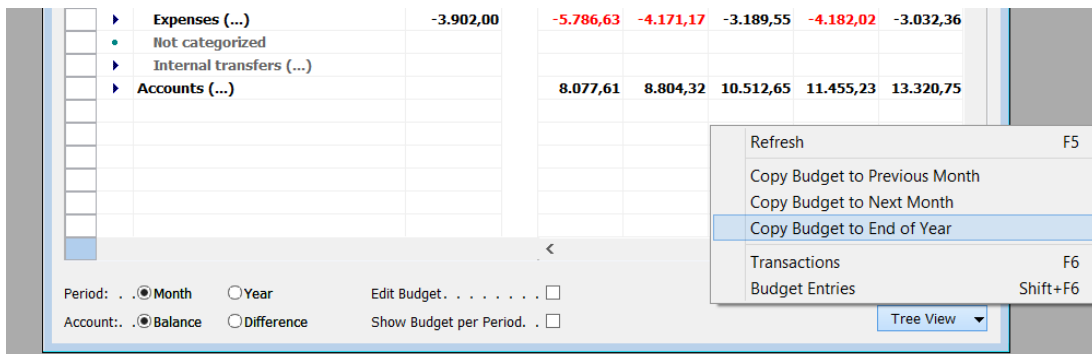 Expenses (...) -3.902,00 -5.786,63 -4.171,17 -3.189,55 -4.182,02 -3.032,36
Not categorized
Internal transfers (...)
Accounts (...) 8.077,61 8.804,32 10.512,65 11.455,23 13.320,75
Refresh F5
Copy Budget to Previous Month
Copy Budget to Next Month
Copy Budget to End of Year
Transactions F6
Budget Entries Shift+F6
Period: . . Month Year Edit Budget. . . . . . . . .
Account:. . Balance Difference Show Budget per Period. .
Tree View